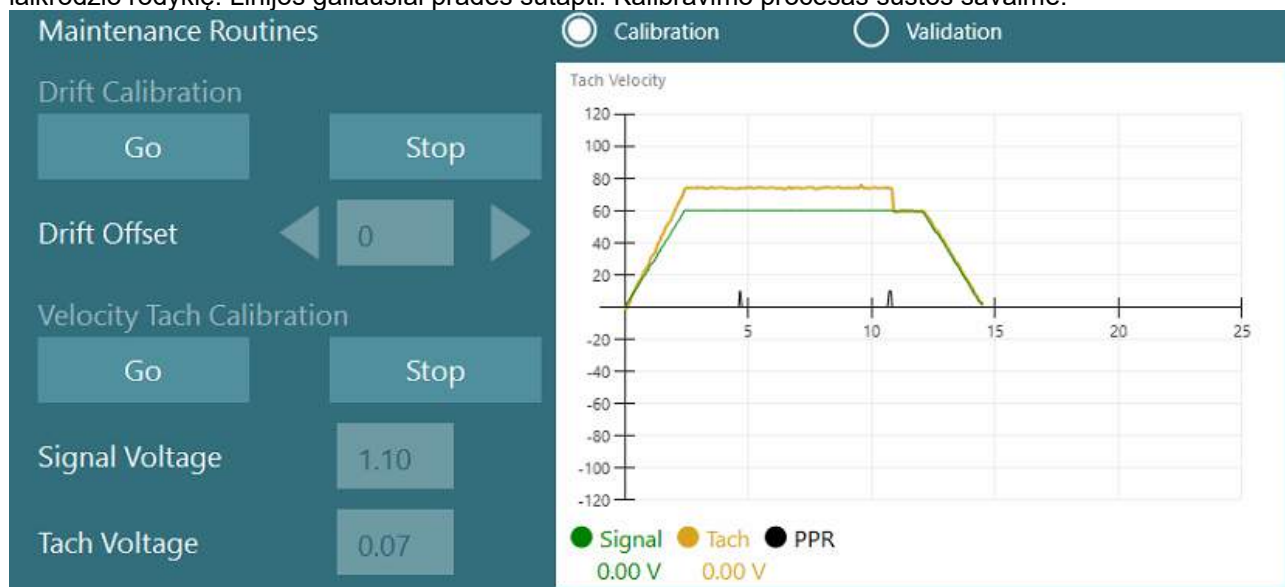 laikrodžio rodyklę. Linijos galiausiai pradės sutapti. Kalibravimo procesas sustos savaime.
Maintenance Routines
Calibration
Validation
Drift Calibration
Go
Stop
Drift Offset
0
Velocity Tach Calibration
Go
Stop
Signal Voltage
1.10
Tach Voltage
0.07
Tach Velocity
120
100
80
60
40
20
-20
-40
-60
-80
-100
-120
5
10
15
20
25
Signal
Tach
PPR
0.00 V
0.00 V